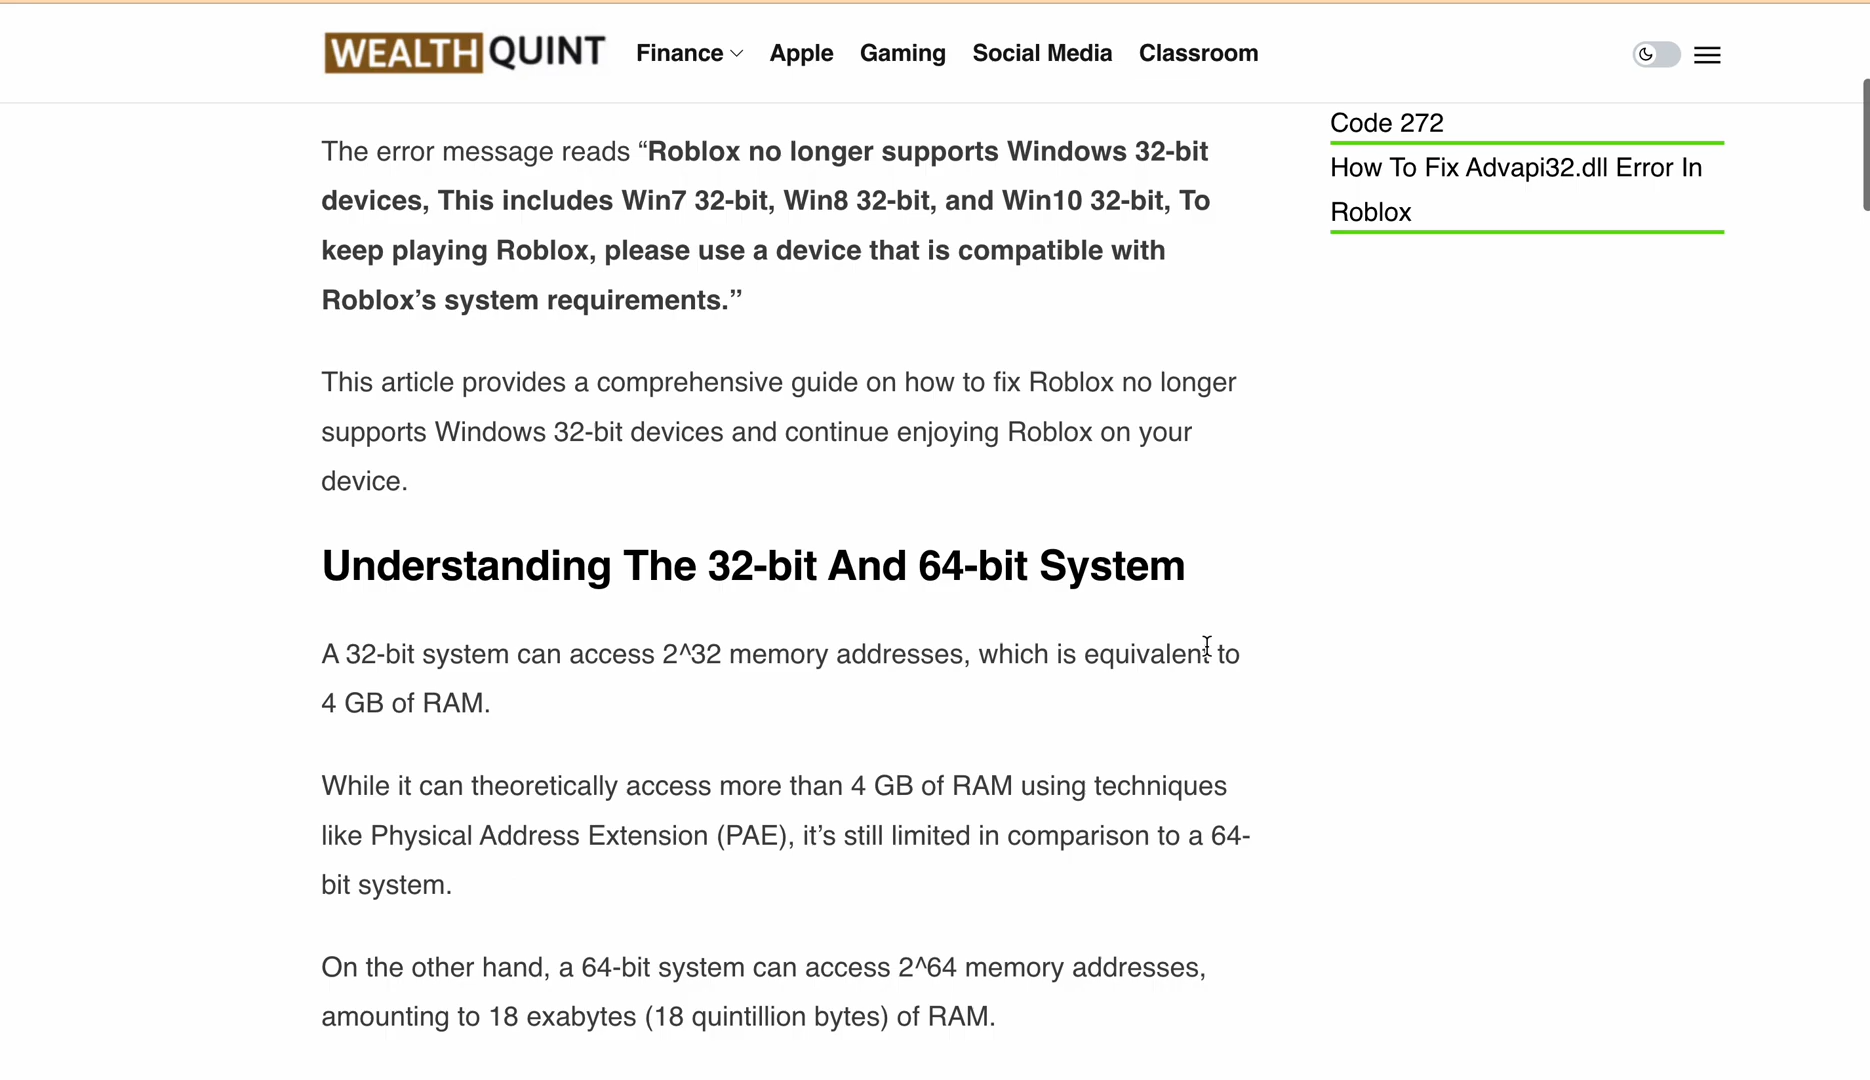 WEALTH QUINT Finance Apple Gaming Social Media Classroom
The error message reads “Roblox no longer supports Windows 32-bit
devices, This includes Win7 32-bit, Win8 32-bit, and Win10 32-bit, To
keep playing Roblox, please use a device that is compatible with
Roblox’s system requirements.”
This article provides a comprehensive guide on how to fix Roblox no longer
supports Windows 32-bit devices and continue enjoying Roblox on your
device.
Understanding The 32-bit And 64-bit System
A 32-bit system can access 2^32 memory addresses, which is equivalent to
4 GB of RAM.
While it can theoretically access more than 4 GB of RAM using techniques
like Physical Address Extension (PAE), it’s still limited in comparison to a 64-
bit system.
On the other hand, a 64-bit system can access 2^64 memory addresses,
amounting to 18 exabytes (18 quintillion bytes) of RAM.
Code 272
How To Fix Advapi32.dll Error In
Roblox